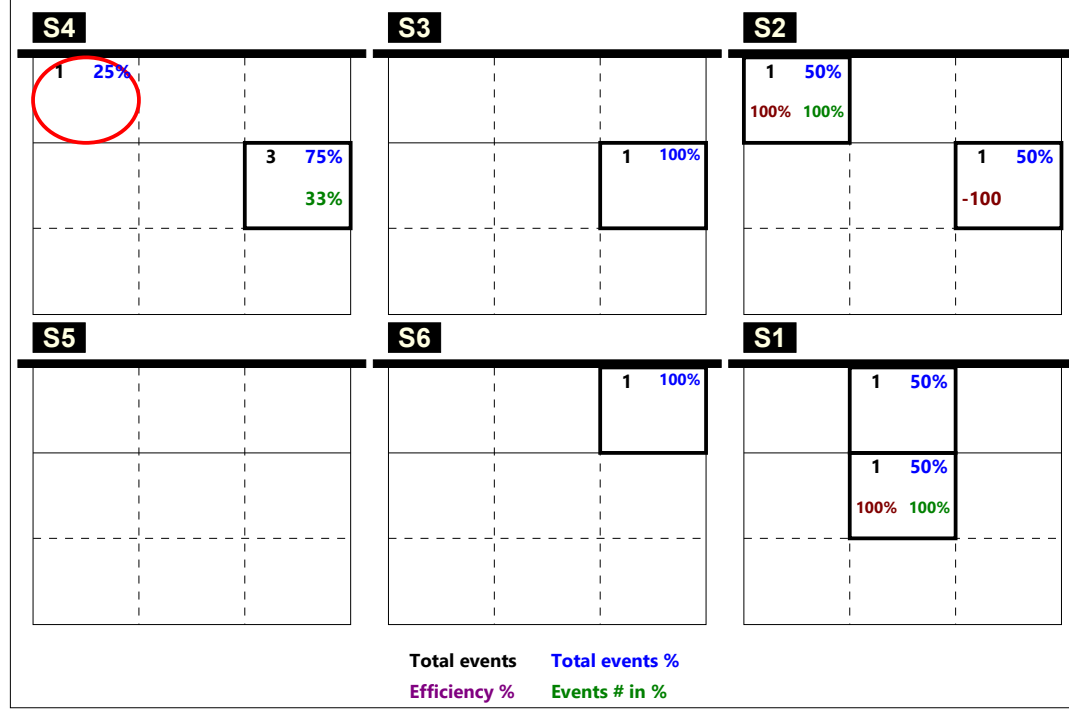 S4 S3 S2
1 25% 1 50%
100% 100%
3 75% 1 100% 1 50%
33% -100
S5 S6 S1
1 100% 1 50%
1 50%
100% 100%
Total events Total events %
Efficiency % Events # in %